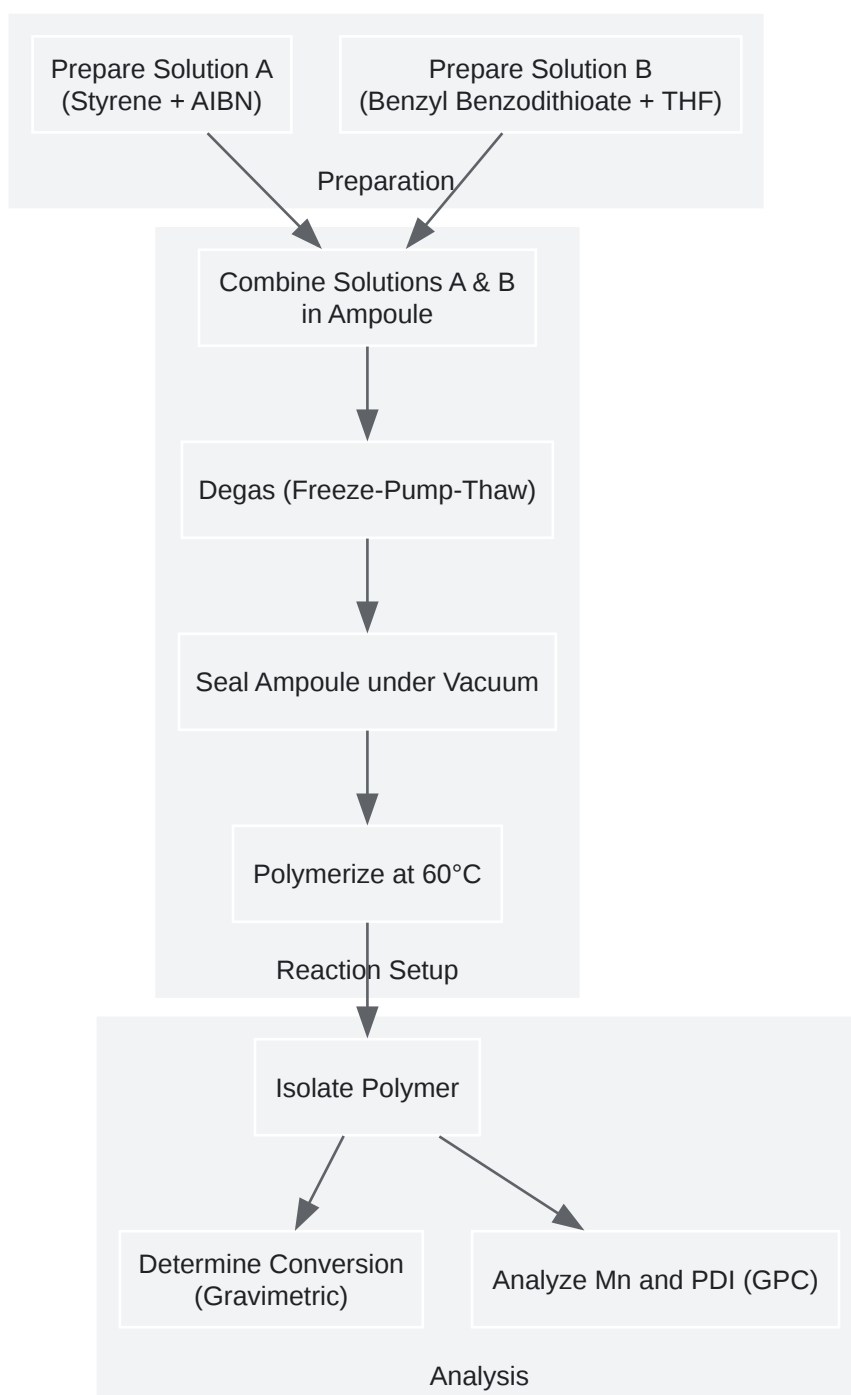 Prepare Solution A
(Styrene + AIBN)
Prepare Solution B
(Benzyl Benzodithioate + THF)
Preparation
Combine Solutions A & B
in Ampoule
Degas (Freeze-Pump-Thaw)
Seal Ampoule under Vacuum
Polymerize at 60°C
Reaction Setup
Isolate Polymer
Determine Conversion
(Gravimetric)
Analyze Mn and PDI (GPC)
Analysis